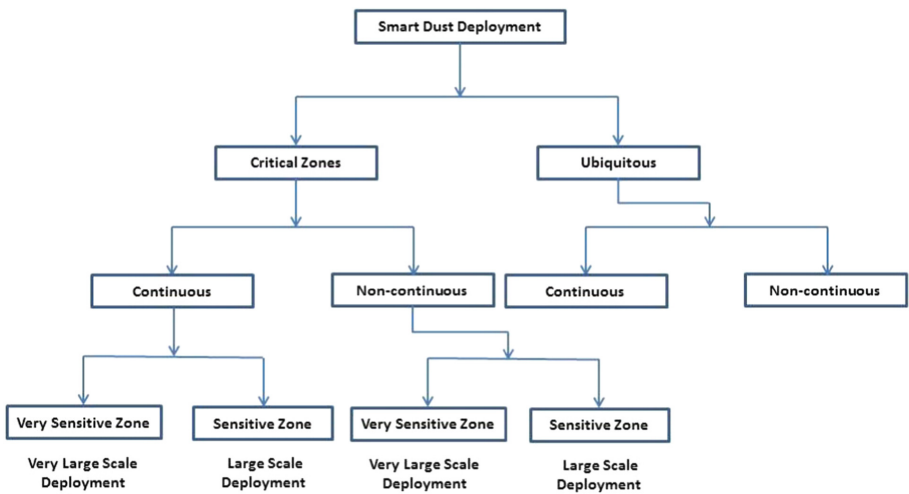 Smart Dust Deployment
Critical Zones
Ubiquitous
Continuous
Non-continuous
Continuous
Non-continuous
Very Sensitive Zone
Sensitive Zone
Very Sensitive Zone
Sensitive Zone
Very Large Scale
Deployment
Large Scale
Deployment
Very Large Scale
Deployment
Large Scale
Deployment